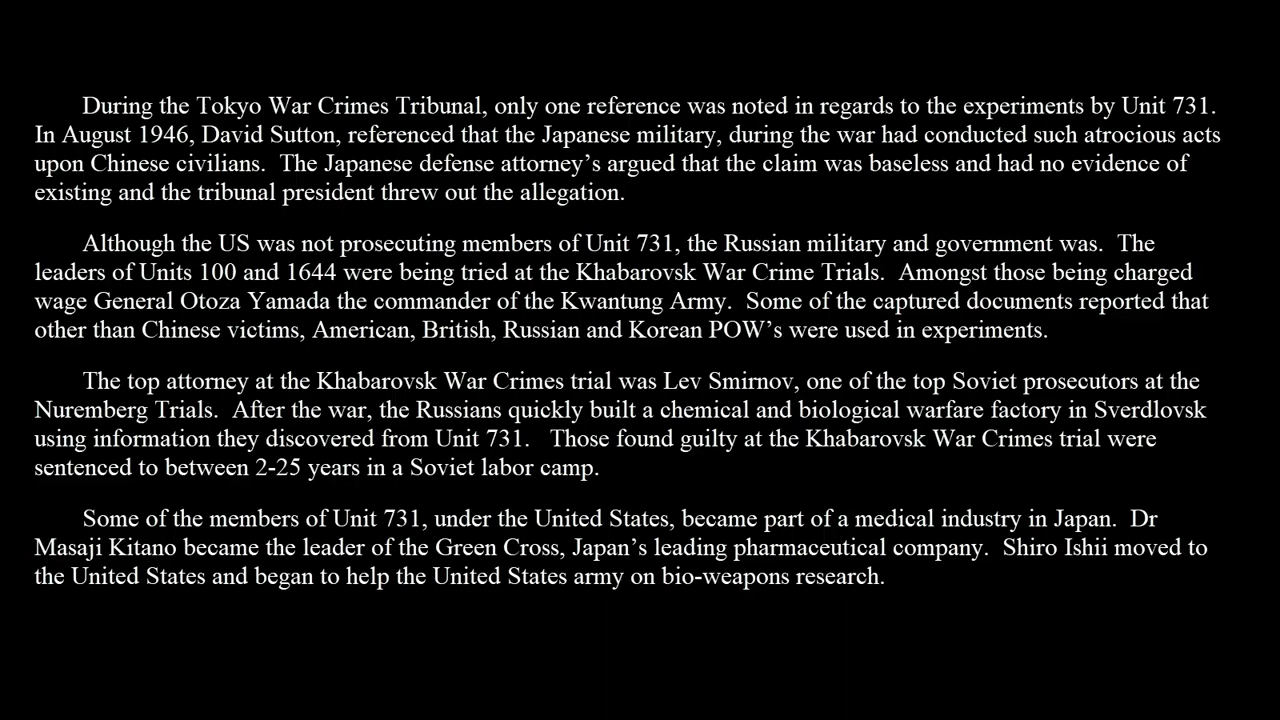 During the Tokyo War Crimes Tribunal, only one reference was noted in regards to the experiments by Unit 731.
In August 1946, David Sutton, referenced that the Japanese military, during the war had conducted such atrocious acts
upon Chinese civilians.  The Japanese defense attorney’s argued that the claim was baseless and had no evidence of
existing and the tribunal president threw out the allegation.
Although the US was not prosecuting members of Unit 731, the Russian military and government was.  The
leaders of Units 100 and 1644 were being tried at the Khabarovsk War Crime Trials.  Amongst those being charged
wage General Otoza Yamada the commander of the Kwantung Army.  Some of the captured documents reported that
other than Chinese victims, American, British, Russian and Korean POW’s were used in experiments.
The top attorney at the Khabarovsk War Crimes trial was Lev Smirnov, one of the top Soviet prosecutors at the
Nuremberg Trials.  After the war, the Russians quickly built a chemical and biological warfare factory in Sverdlovsk
using information they discovered from Unit 731.   Those found guilty at the Khabarovsk War Crimes trial were
sentenced to between 2-25 years in a Soviet labor camp.
Some of the members of Unit 731, under the United States, became part of a medical industry in Japan.  Dr
Masaji Kitano became the leader of the Green Cross, Japan’s leading pharmaceutical company.  Shiro Ishii moved to
the United States and began to help the United States army on bio-weapons research.